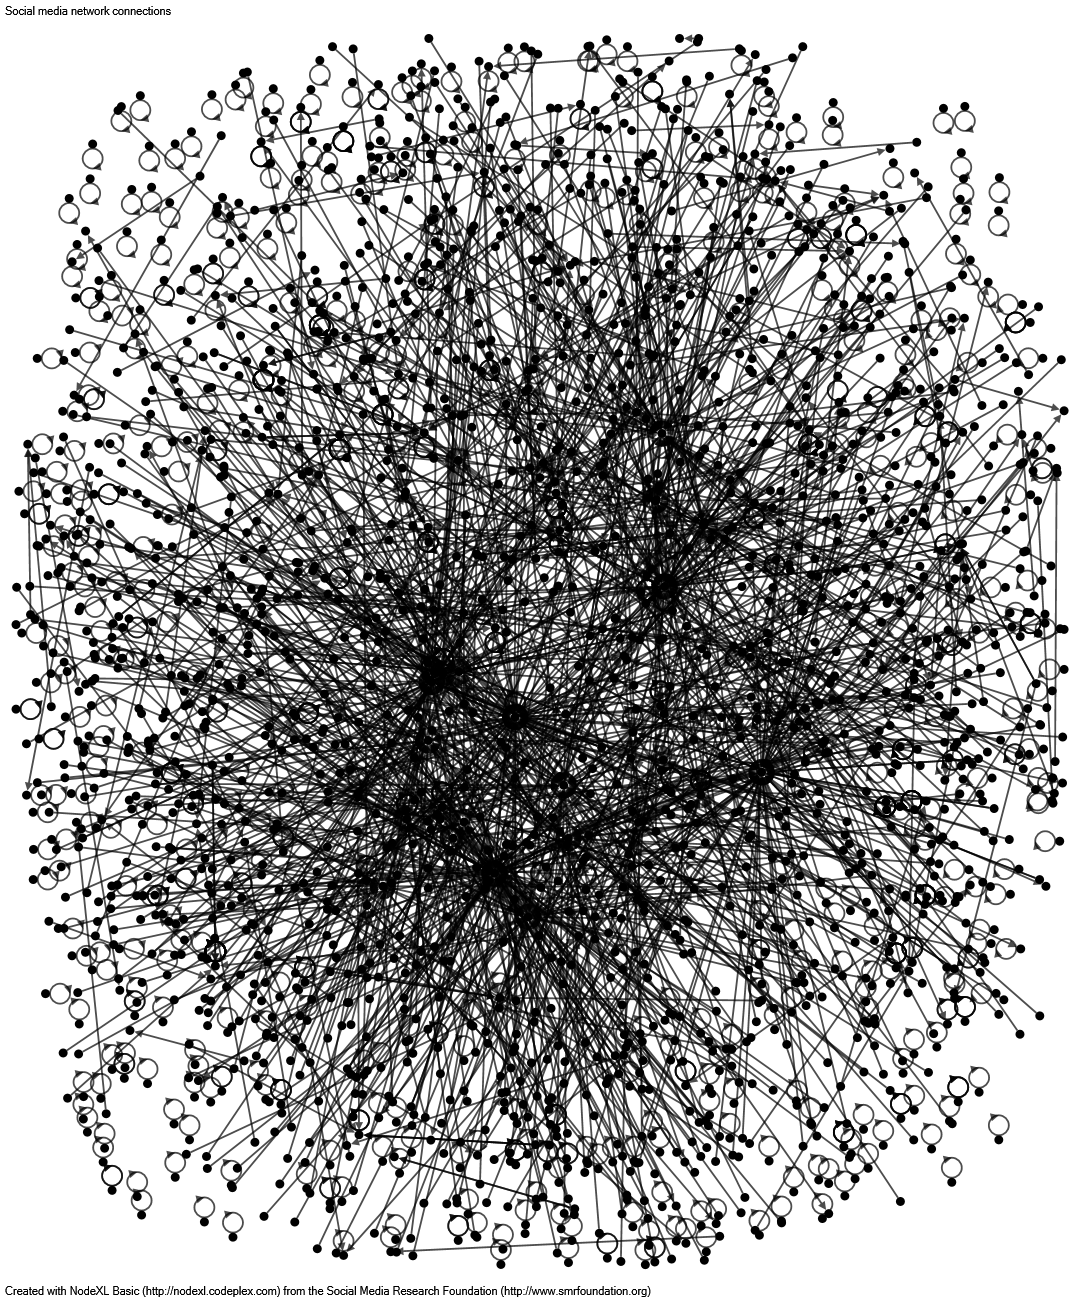 Social media network connections
Created with NodeXL Basic (http://nodexl.codeplex.com) from the Social Media Research Foundation (http://www.smrfoundation.org)